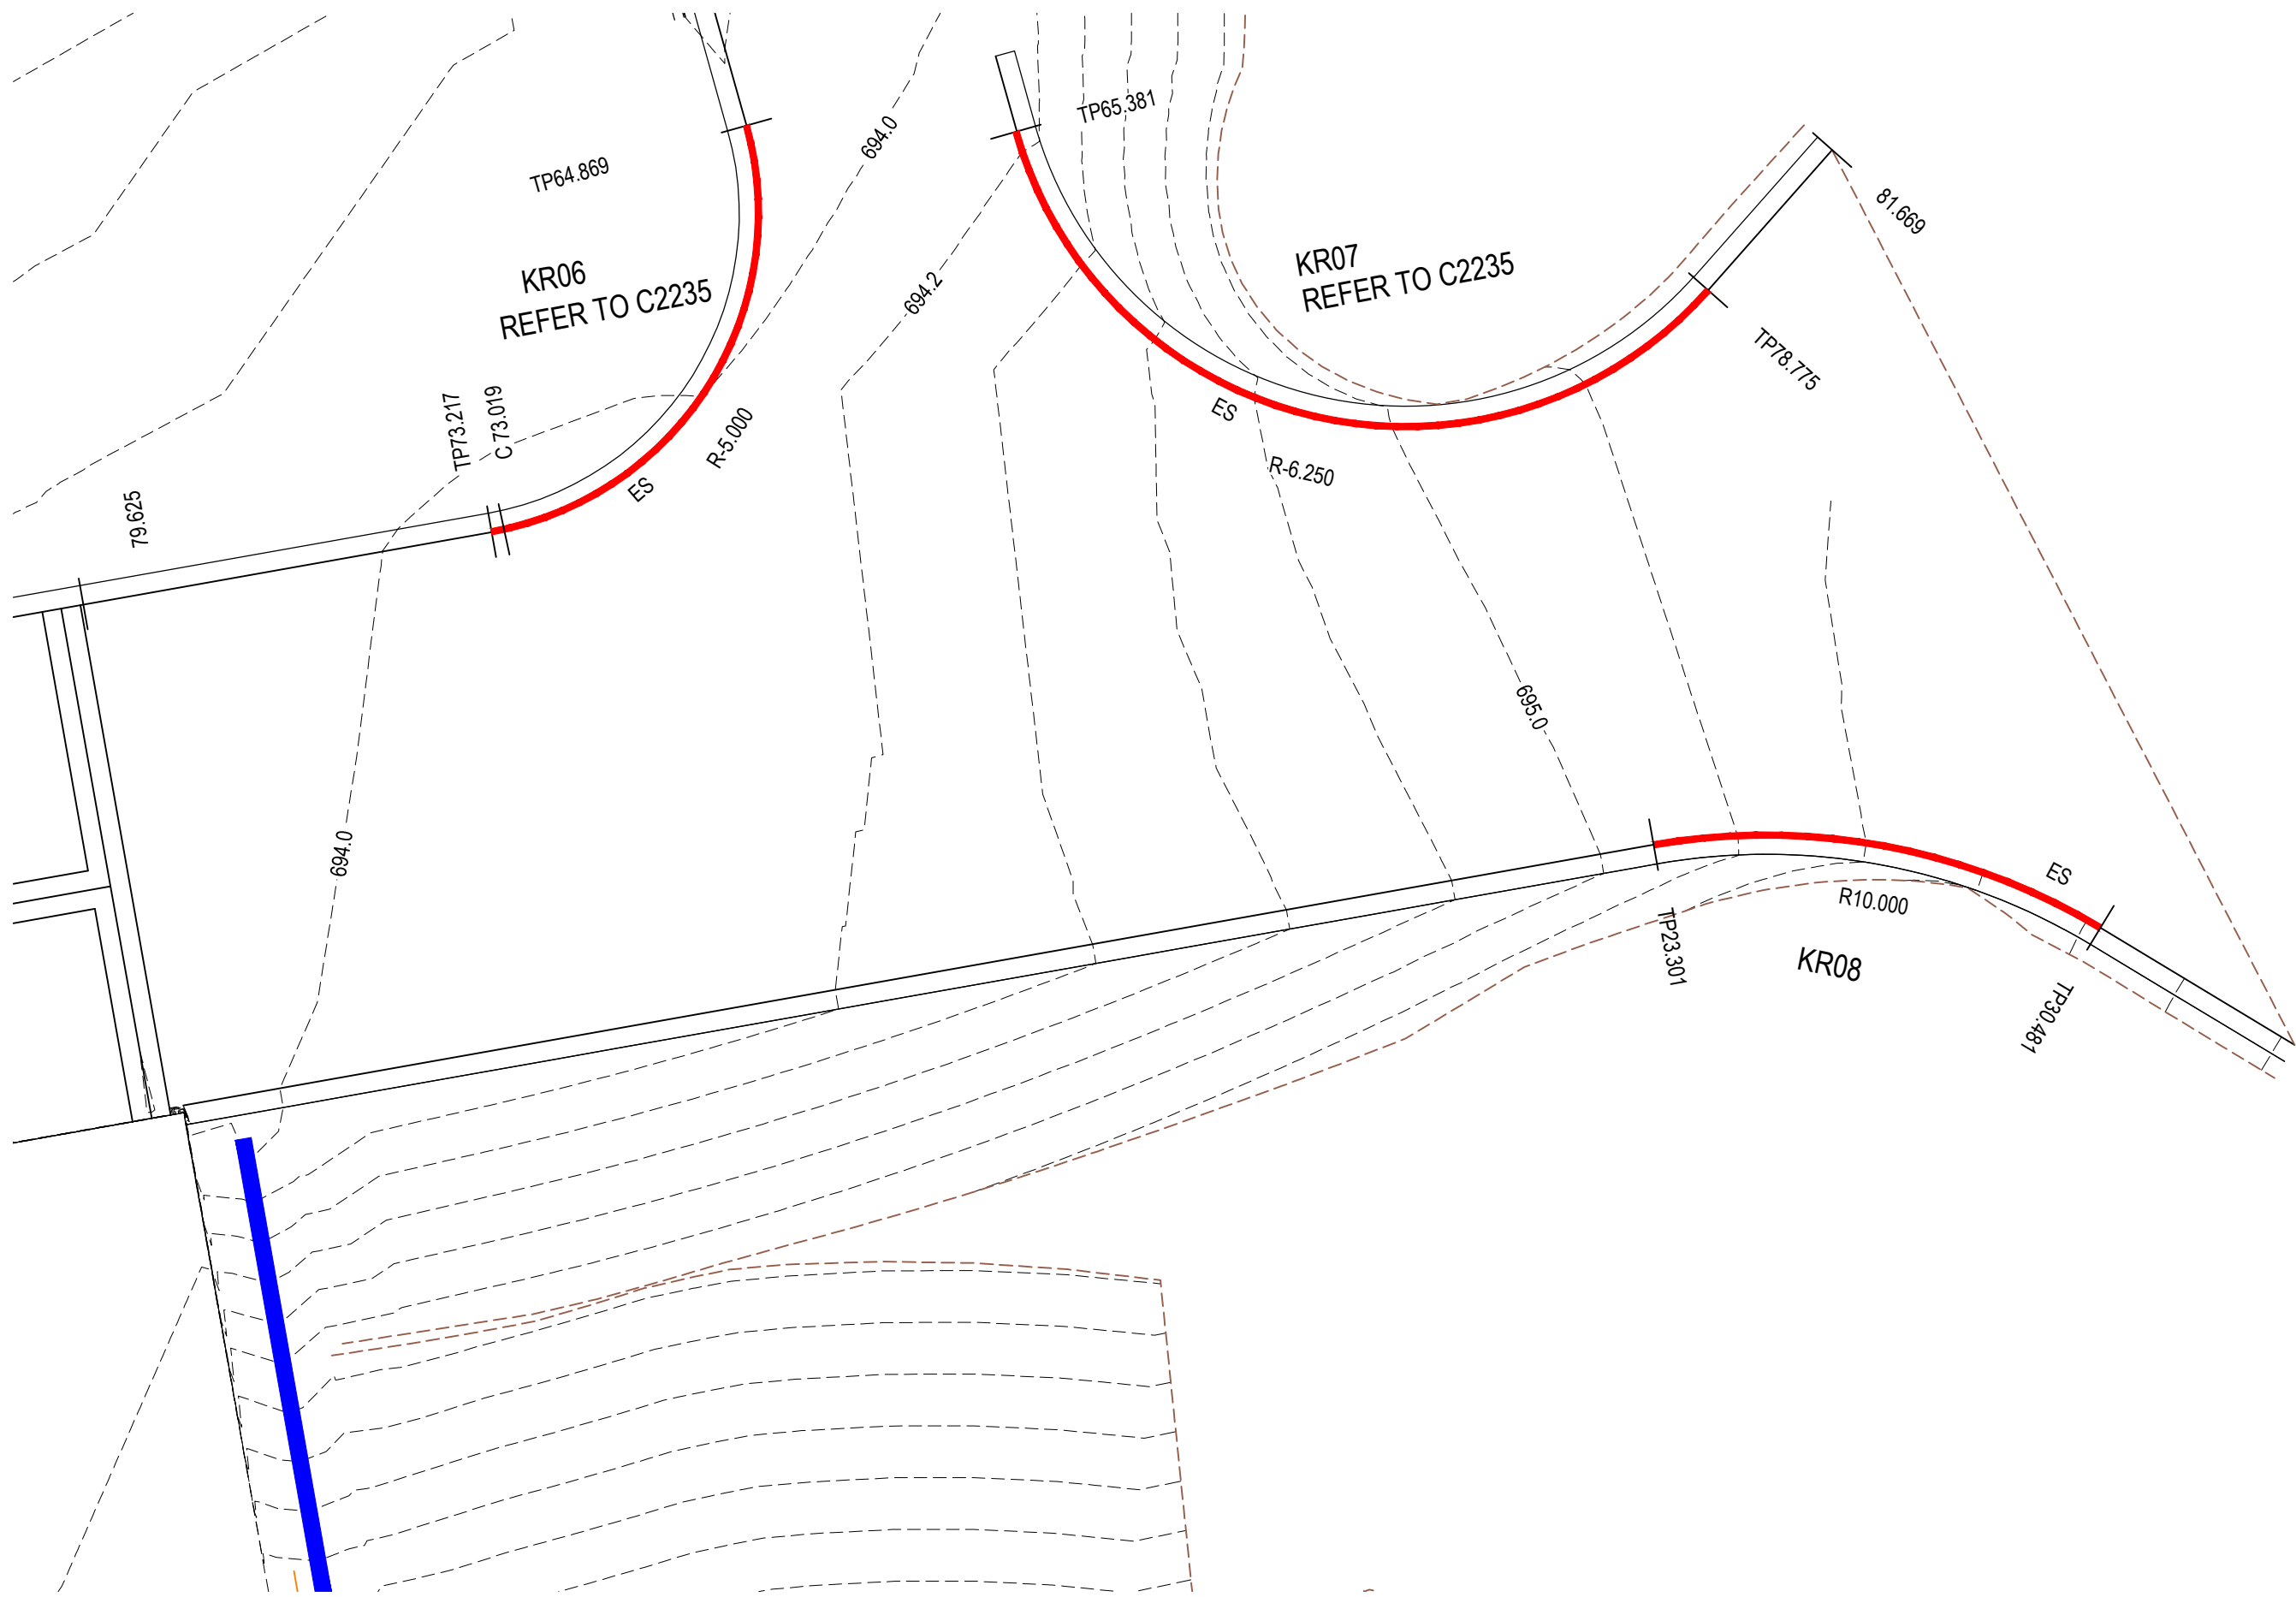 TP65.381
694.0
TP64.869
81.669
KR06
REFER TO C2235
KR07
REFER TO C2235
694.2
TP78.775
TP73.217
C 73.019
R-5.000
ES
ES
R-6.250
79.625
695.0
694.0
ES
R10.000
TP23.301
KR08
TP30.481